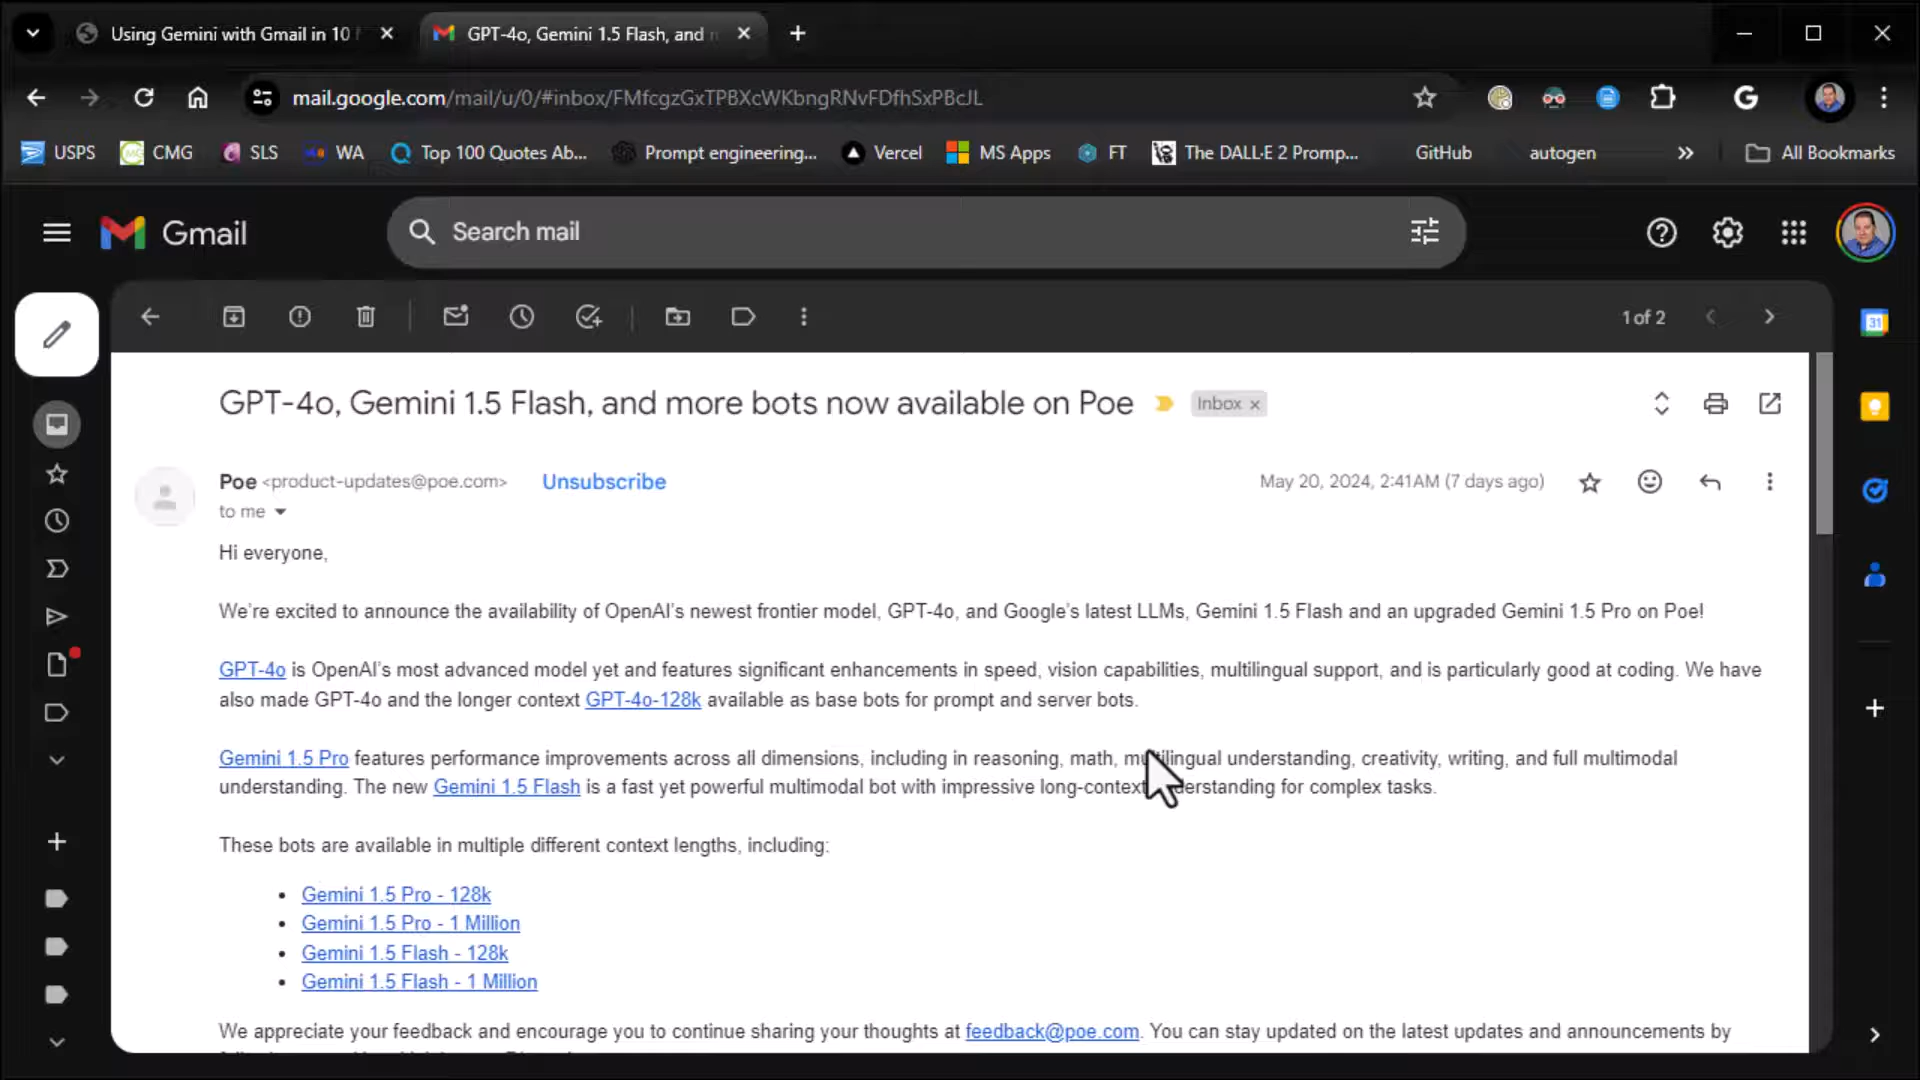 Using Gemini with Gmail in 10
GPT-4o, Gemini 1.5 Flash, and
mail.google.com/mail/u/0/#inbox/FMfcgzGxTPBXcWKbngRNvFDfhSxPBcJL
USPS
CMG
SLS
WA
Top 100 Quotes Ab...
Prompt engineering...
Vercel
MS Apps
FT
The DALL·E 2 Promp...
GitHub
autogen
All Bookmarks
Gmail
Search mail
1 of 2
31
GPT-4o, Gemini 1.5 Flash, and more bots now available on Poe
Inbox x
Poe <product-updates@poe.com> Unsubscribe
May 20, 2024, 2:41 AM (7 days ago)
to me
Hi everyone,
We're excited to announce the availability of OpenAI's newest frontier model, GPT-4o, and Google's latest LLMs, Gemini 1.5 Flash and an upgraded Gemini 1.5 Pro on Poe!
GPT-4o is OpenAI's most advanced model yet and features significant enhancements in speed, vision capabilities, multilingual support, and is particularly good at coding. We have
also made GPT-4o and the longer context GPT-4o-128k available as base bots for prompt and server bots.
Gemini 1.5 Pro features performance improvements across all dimensions, including in reasoning, math, multilingual understanding, creativity, writing, and full multimodal
understanding. The new Gemini 1.5 Flash is a fast yet powerful multimodal bot with impressive long-context understanding for complex tasks.
These bots are available in multiple different context lengths, including:
• Gemini 1.5 Pro - 128k
• Gemini 1.5 Pro - 1 Million
• Gemini 1.5 Flash - 128k
• Gemini 1.5 Flash - 1 Million
We appreciate your feedback and encourage you to continue sharing your thoughts at feedback@poe.com. You can stay updated on the latest updates and announcements by